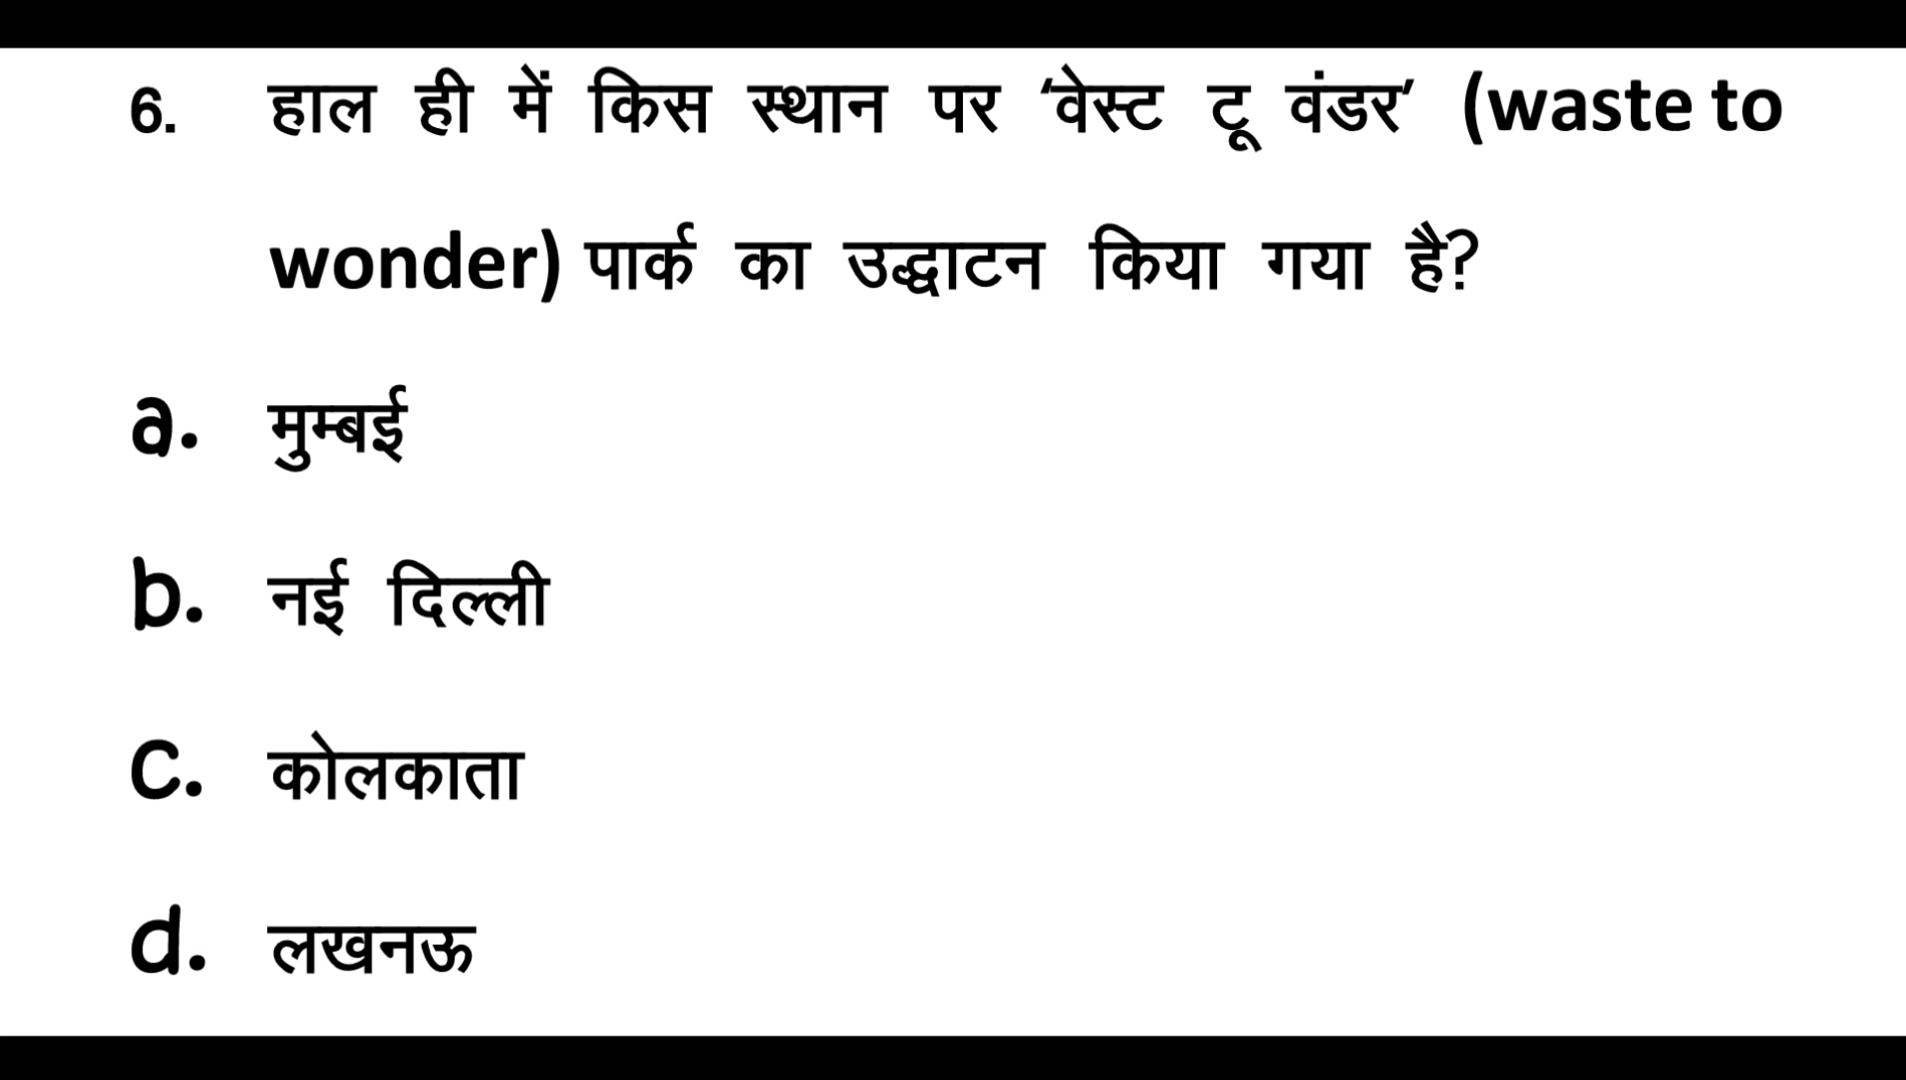 6. हाल ही में किस स्थान पर ‘वेस्ट टू वंडर’ (waste to
wonder) पार्क का उद्घाटन किया गया है?
a. मुम्बई
b. नई दिल्ली
c. कोलकाता
d. लखनऊ